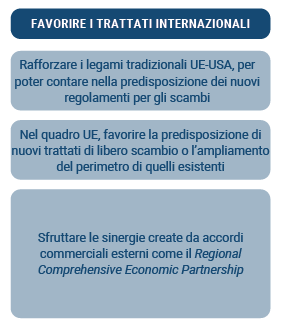 FAVORIRE I TRATTATI INTERNAZIONALI
Rafforzare i legami tradizionali UE-USA, per
poter contare nella predisposizione dei nuovi
regolamenti per gli scambi
Nel quadro UE, favorire la predisposizione di
nuovi trattati di libero scambio o l'ampliamento
del perimetro di quelli esistenti
Sfruttare le sinergie create da accordi
commerciali esterni come il Regional
Comprehensive Economic Partnership